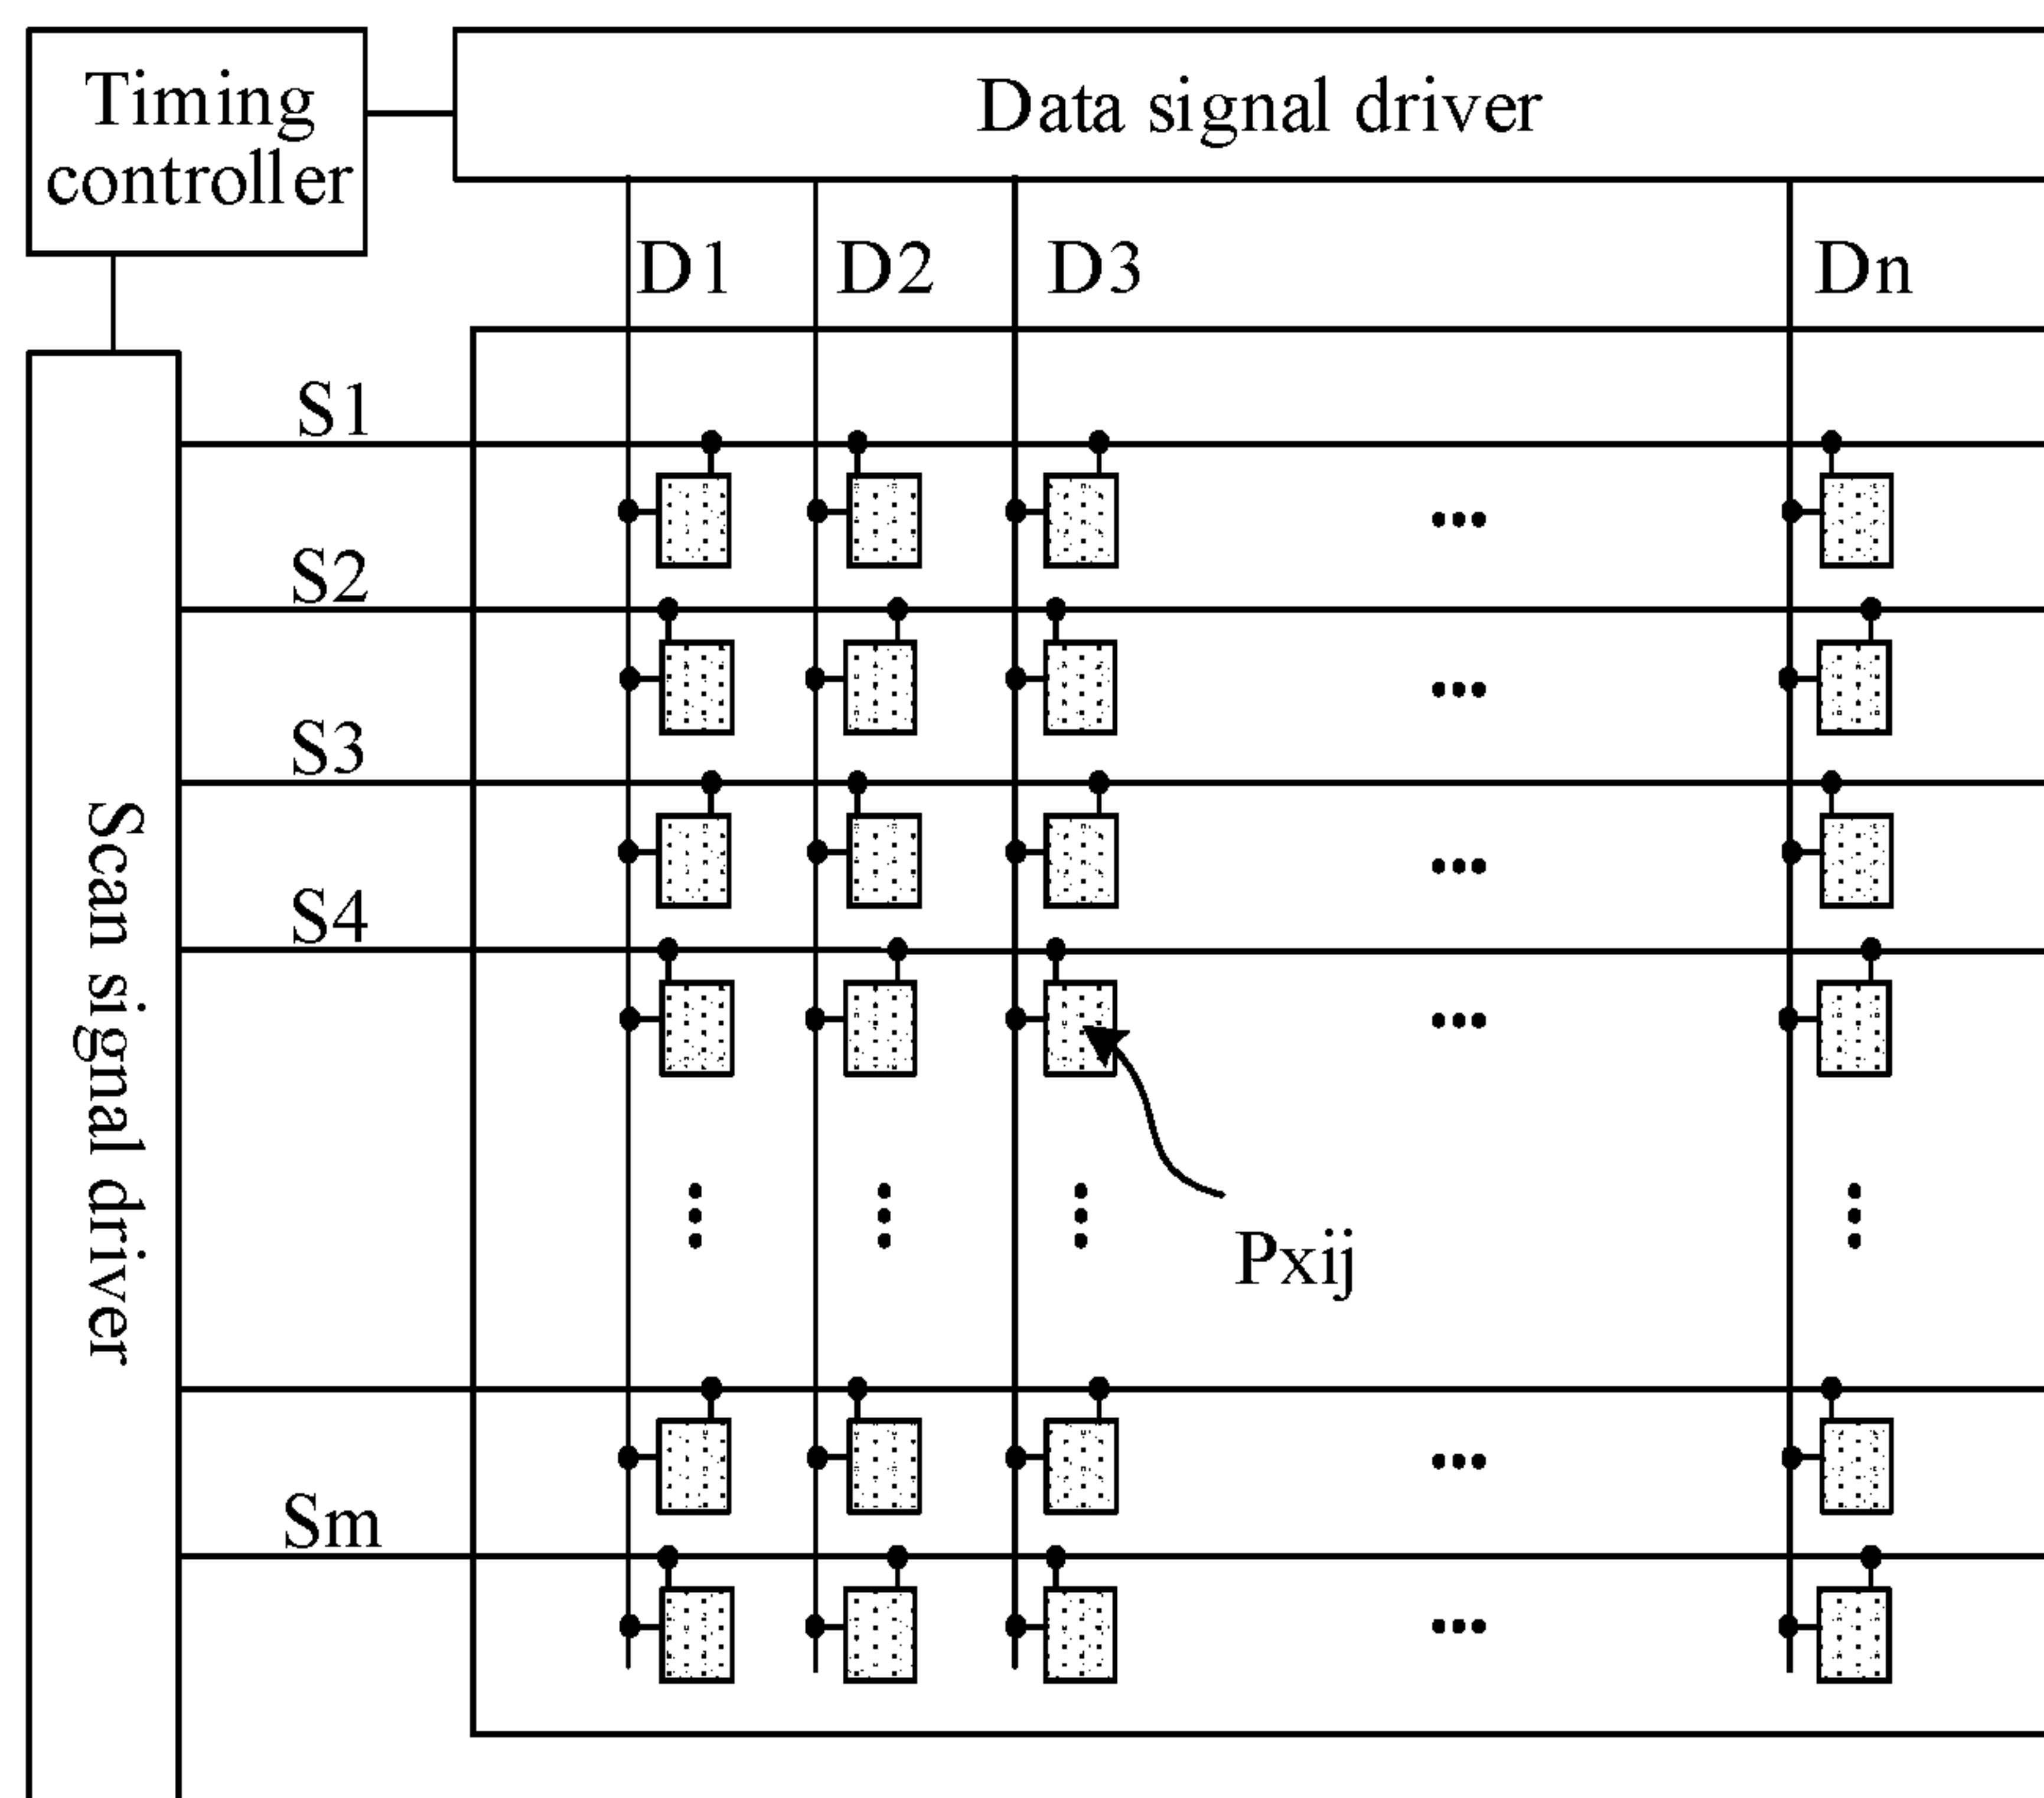 Timing
controller
Data signal driver
D1 D2 D3 Dn
S1
S2
S3
S4
Scan signal driver
Pxij
Sm